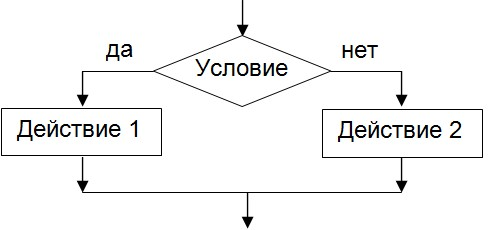 да
Условие
нет
Действие 1
Действие 2